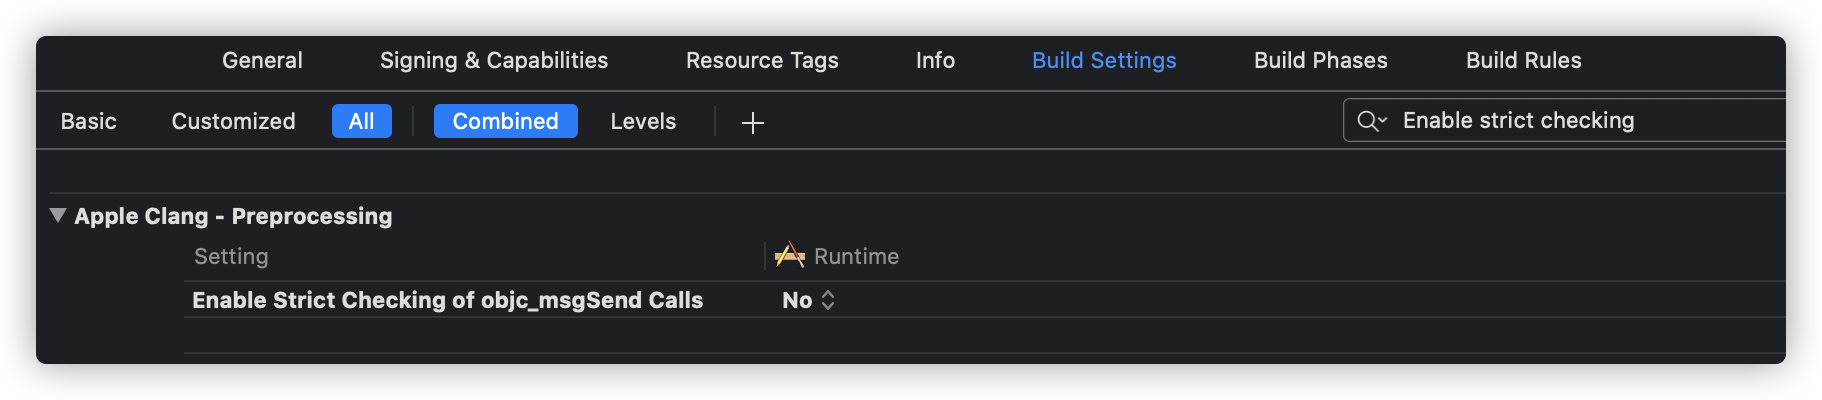 General Signing & Capabilities Resource Tags Info Build Settings Build Phases Build Rules
Basic Customized All Combined Levels Enable strict checking
Apple Clang - Preprocessing
Setting Runtime
Enable Strict Checking of objc_msgSend Calls No